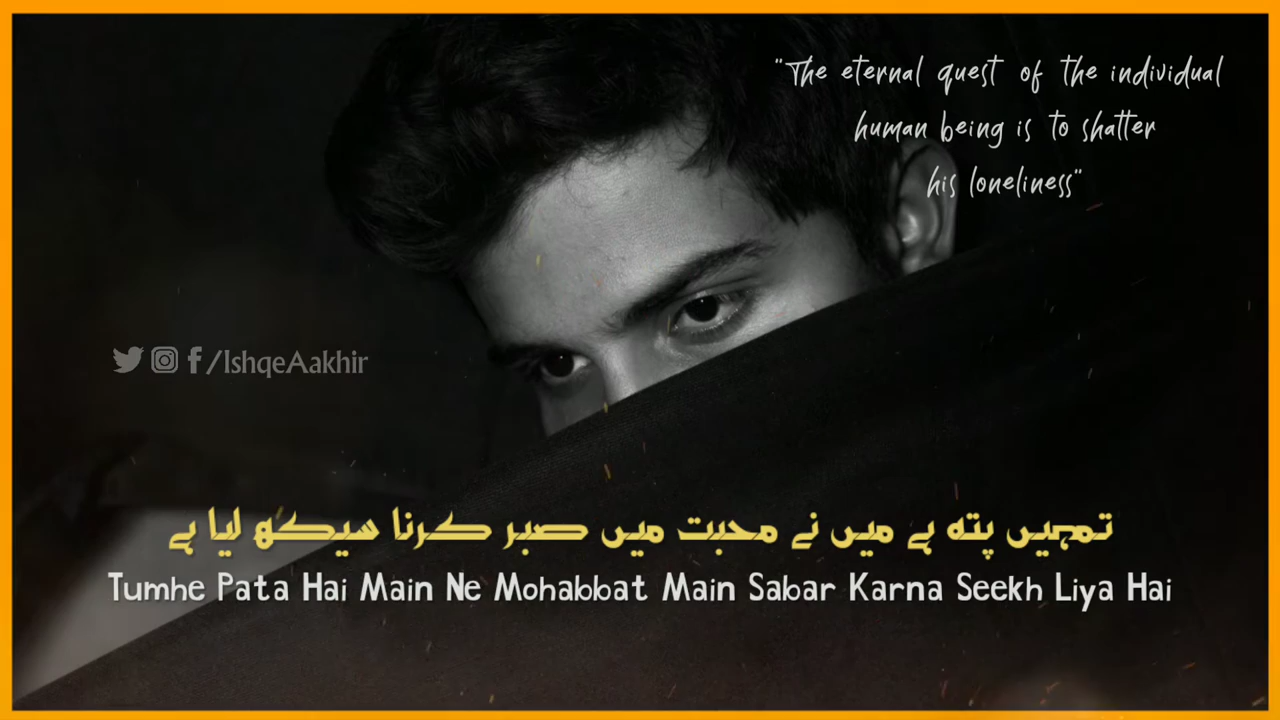 "The eternal quest of the individual
human being is to shatter
his loneliness"
/IshqeAakhir
تمہیں پتہ ہے میں نے محبت میں صبر کرنا سیکھ لیا ہے
Tumhe Pata Hai Main Ne Mohabbat Main Sabar Karna Seekh Liya Hai